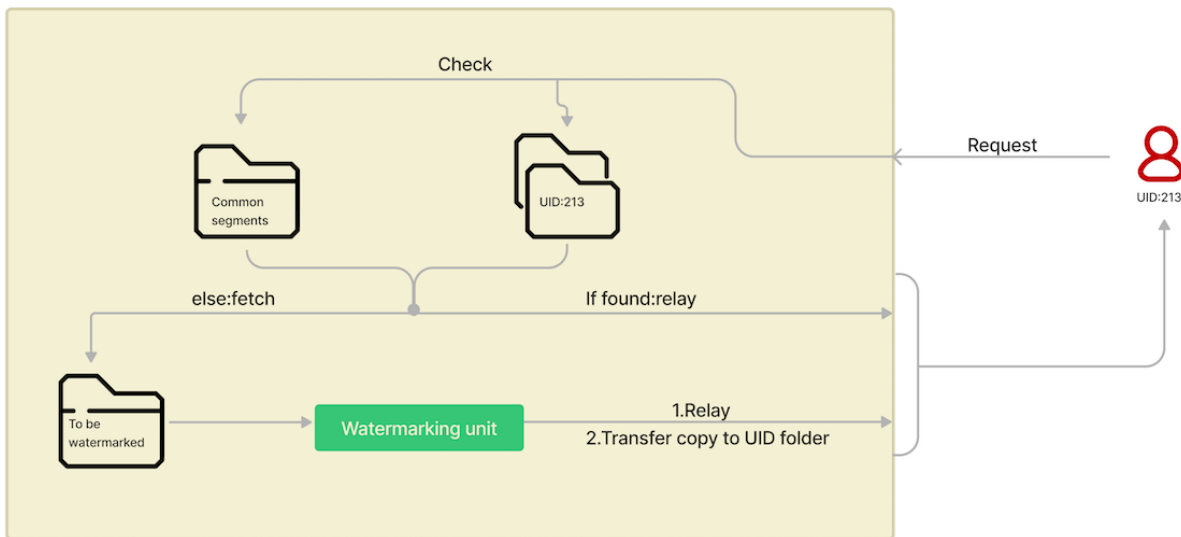 Check
Request
UID:213
Common
segments
UID:213
else:fetch
If found:relay
To be
watermarked
Watermarking unit
1.Relay
2.Transfer copy to UID folder